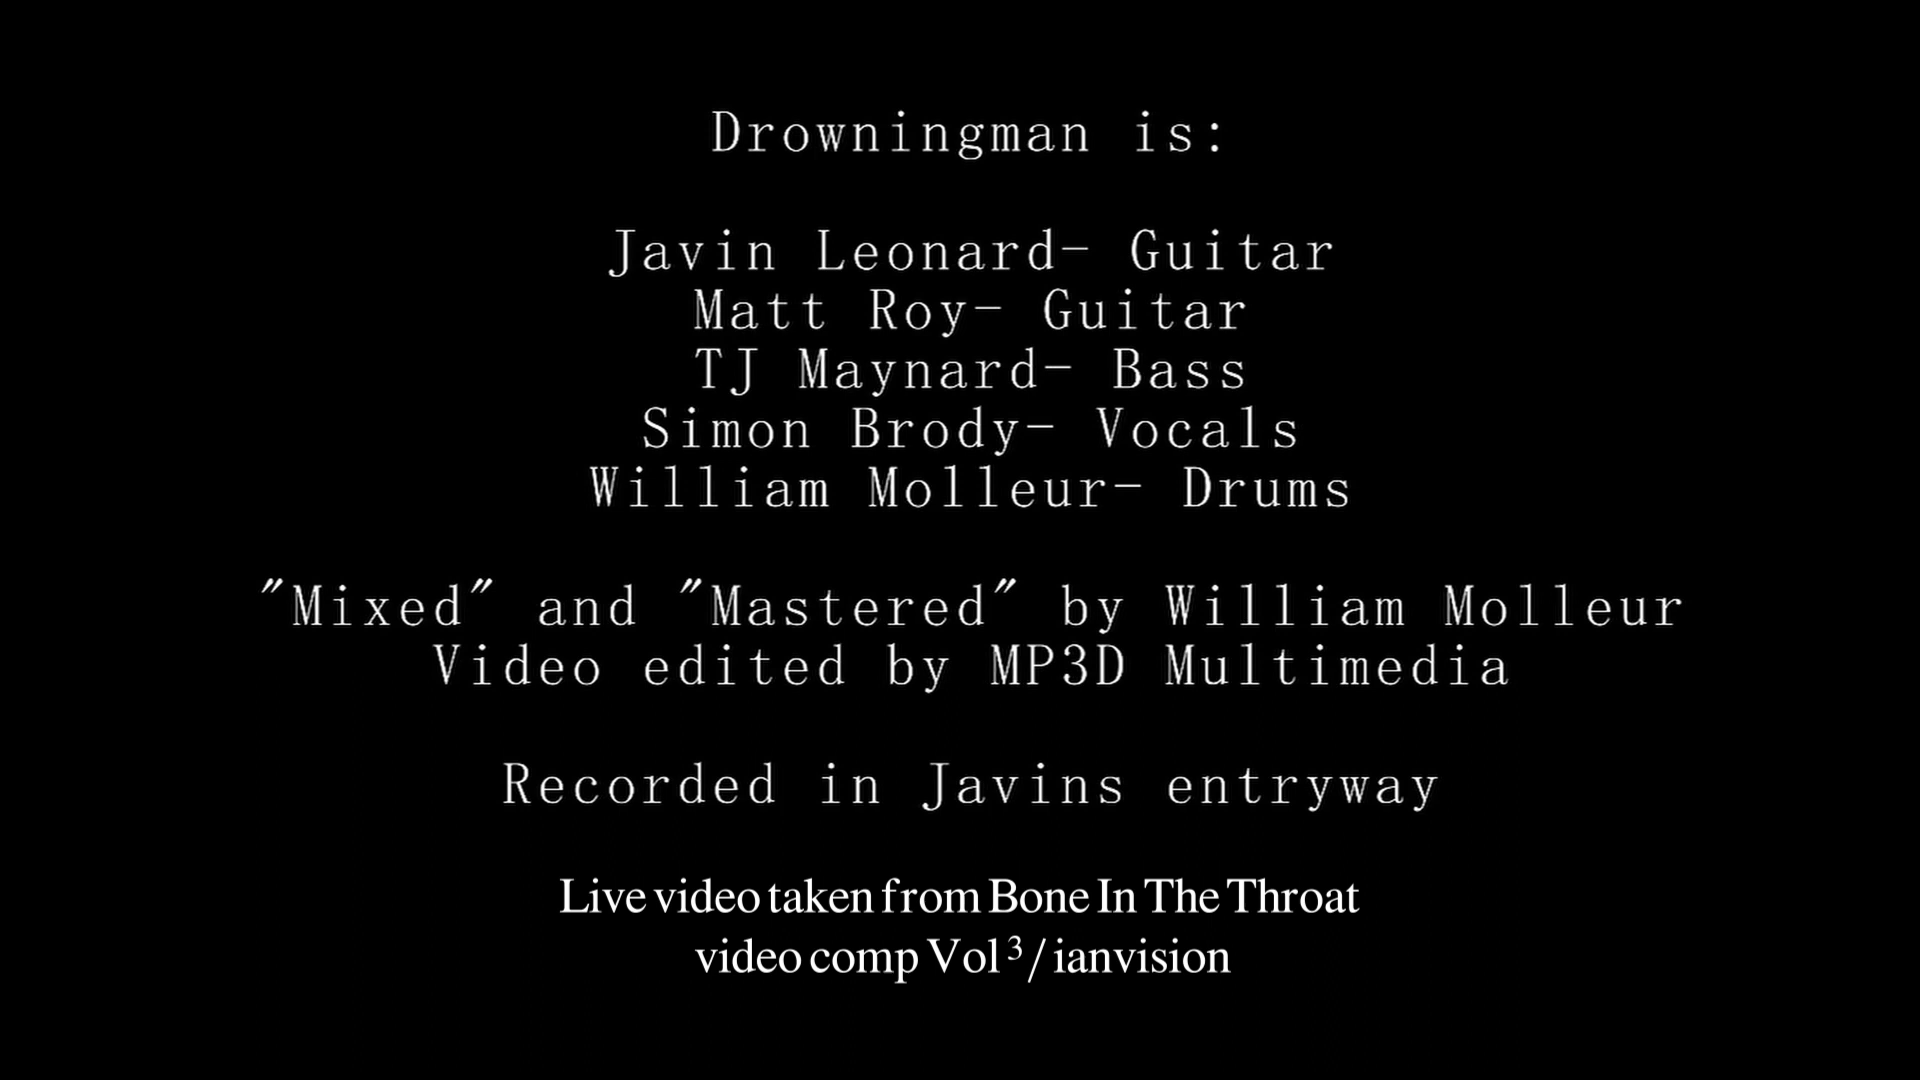 Drowningman is:
Javin Leonard- Guitar
Matt Roy- Guitar
TJ Maynard- Bass
Simon Brody- Vocals
William Molleur- Drums
"Mixed" and "Mastered" by William Molleur
Video edited by MP3D Multimedia
Recorded in Javins entryway
Live video taken from Bone In The Throat
video comp Vol ³/ ianvision